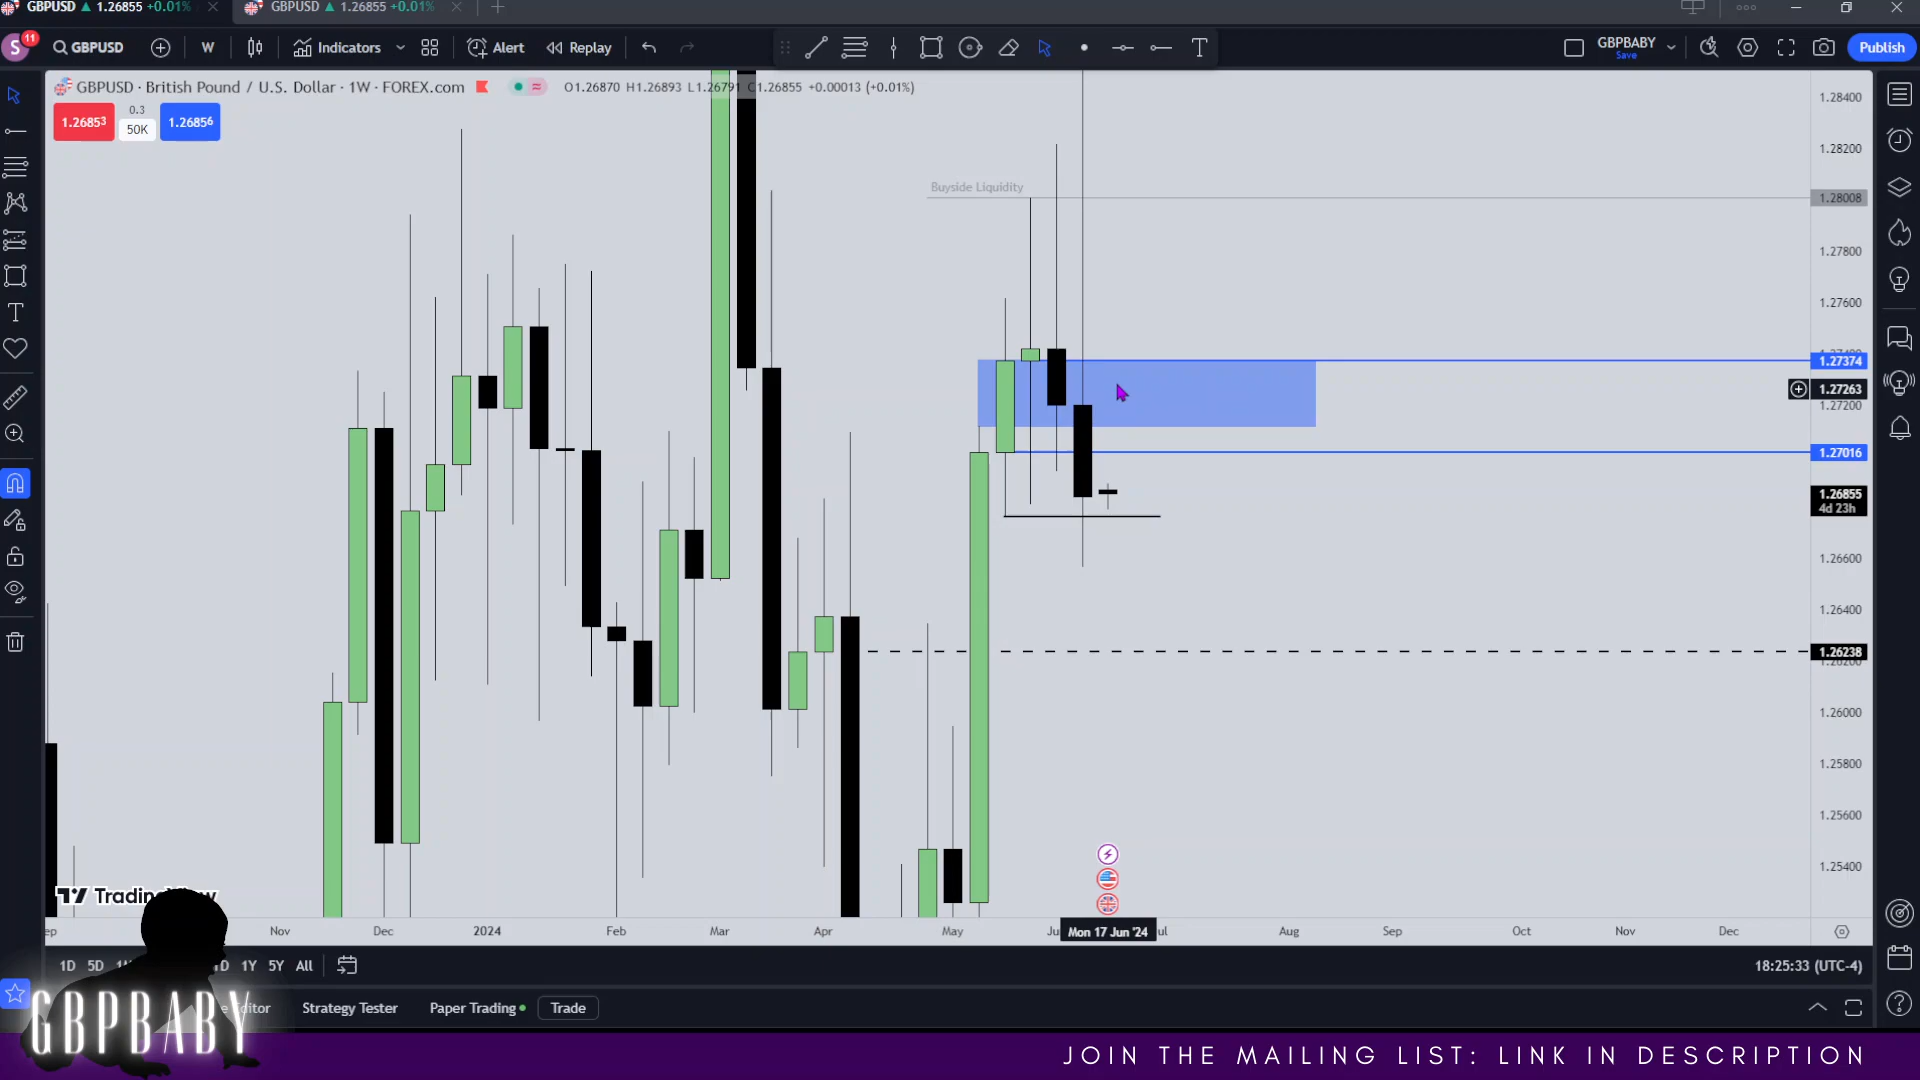 GBPUSD 1.26855 +0.01%
GBPUSD 1.26855 +0.01%
S 11 GBPUSD W Indicators Alert Replay GBPBABY Save Publish
GBPUSD · British Pound / U.S. Dollar · 1W · FOREX.com O1.26870 H1.26893 L1.26791 C1.26855 +0.00013 (+0.01%)
1.26853 0.3 50K 1.26856
Buyside Liquidity
1.28400
1.28200
1.28008
1.27800
1.27600
1.27374
1.27263
1.27200
1.27016
1.26855
4d 23h
1.26600
1.26400
1.26238
1.26000
1.25800
1.25600
1.25400
Nov Dec 2024 Feb Mar Apr May Mon 17 Jun '24 Aug Sep Oct Nov Dec
1D 5D 1Y 5Y All 18:25:33 (UTC-4)
Editor Strategy Tester Paper Trading Trade
GBPBABY
JOIN THE MAILING LIST: LINK IN DESCRIPTION